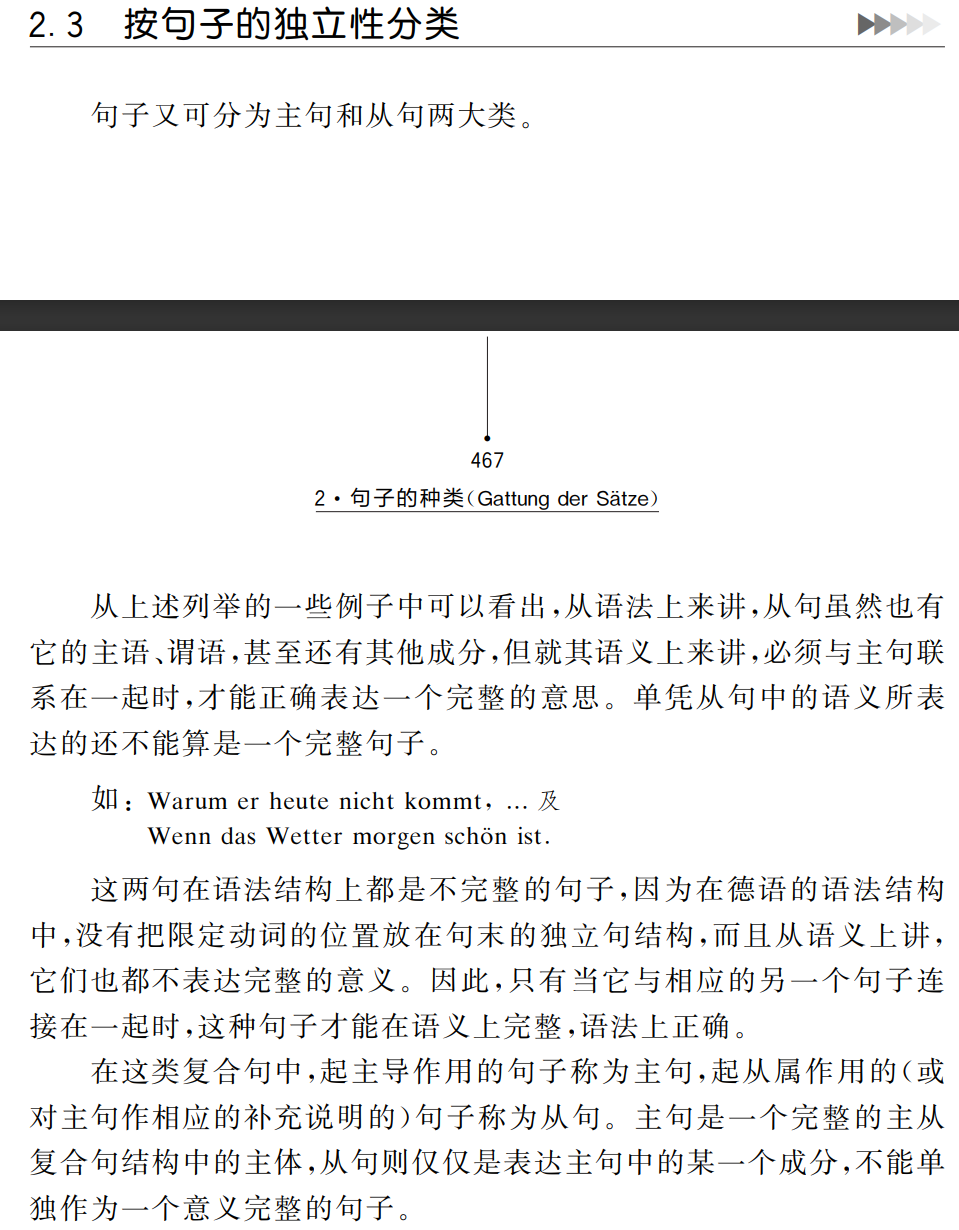 2.3 按句子的独立性分类
句子又可分为主句和从句两大类。
467
2·句子的种类(Gattung der Sätze)
从上述列举的一些例子中可以看出,从语法上来讲,从句虽然也有
它的主语、谓语,甚至还有其他成分,但就其语义上来讲,必须与主句联
系在一起时,才能正确表达一个完整的意思。单凭从句中的语义所表
达的还不能算是一个完整句子。
如:Warum er heute nicht kommt, … 及
Wenn das Wetter morgen schön ist.
这两句在语法结构上都是不完整的句子,因为在德语的语法结构
中,没有把限定动词的位置放在句末的独立句结构,而且从语义上讲,
它们也都不表达完整的意义。因此,只有当它与相应的另一个句子连
接在一起时,这种句子才能在语义上完整,语法上正确。
在这类复合句中,起主导作用的句子称为主句,起从属作用的(或
对主句作相应的补充说明的)句子称为从句。主句是一个完整的主从
复合句结构中的主体,从句则仅仅是表达主句中的某一个成分,不能单
独作为一个意义完整的句子。